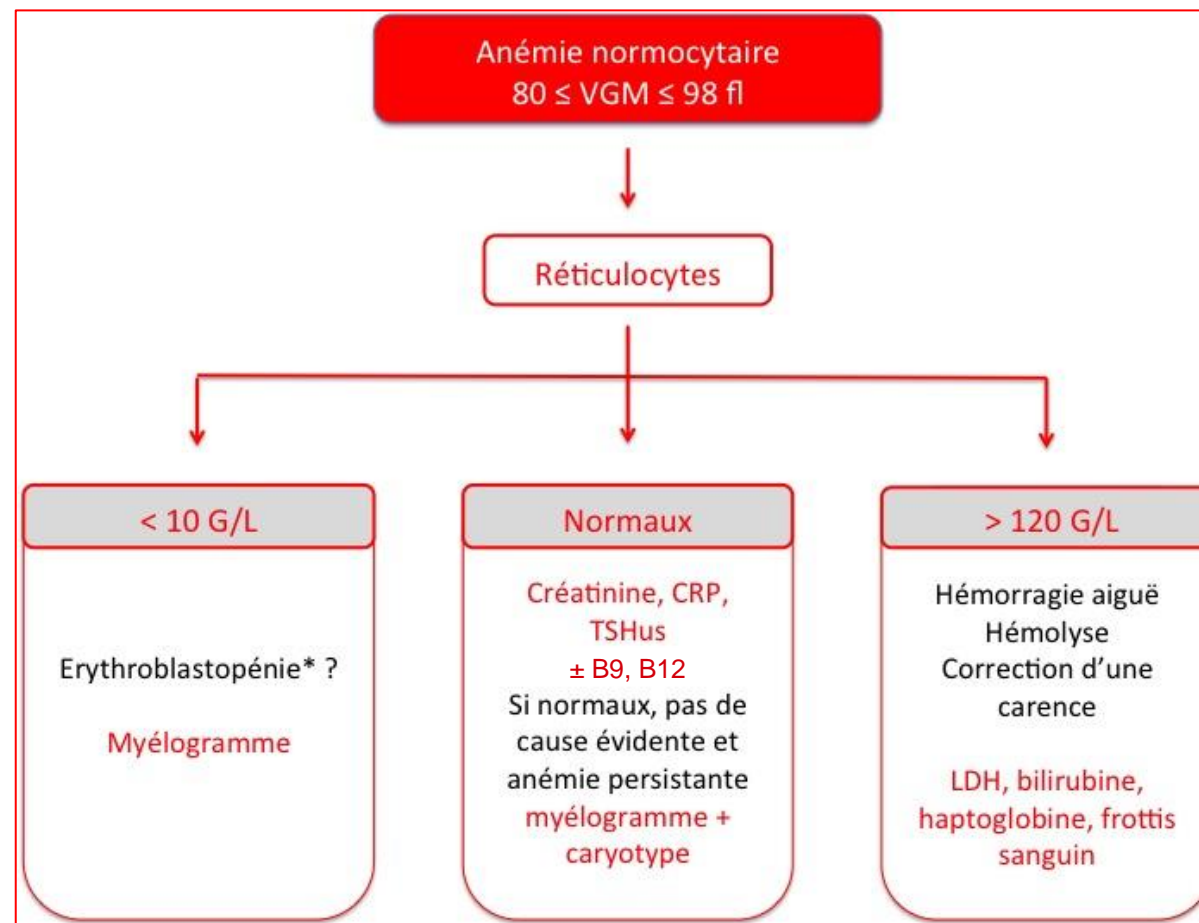 Anémie normocytaire
80 ≤ VGM ≤ 98 fl
Réticulocytes
< 10 G/L
Erythroblastopénie* ?
Myélogramme
Normaux
Créatinine, CRP,
TSHus
± B9, B12
Si normaux, pas de
cause évidente et
anémie persistante
myélogramme +
caryotype
> 120 G/L
Hémorragie aiguë
Hémolyse
Correction d’une
carence
LDH, bilirubine,
haptoglobine, frottis
sanguin